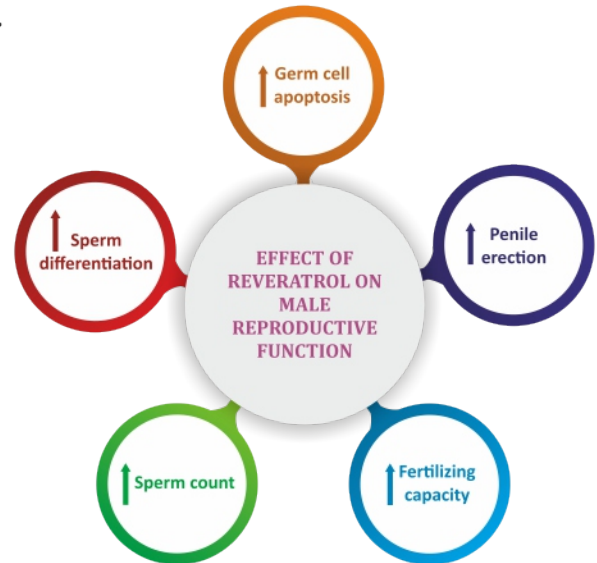 Germ cell
apoptosis
Sperm
differentiation
Penile
erection
EFFECT OF
REVERATROL ON
MALE
REPRODUCTIVE
FUNCTION
Sperm count
Fertilizing
capacity